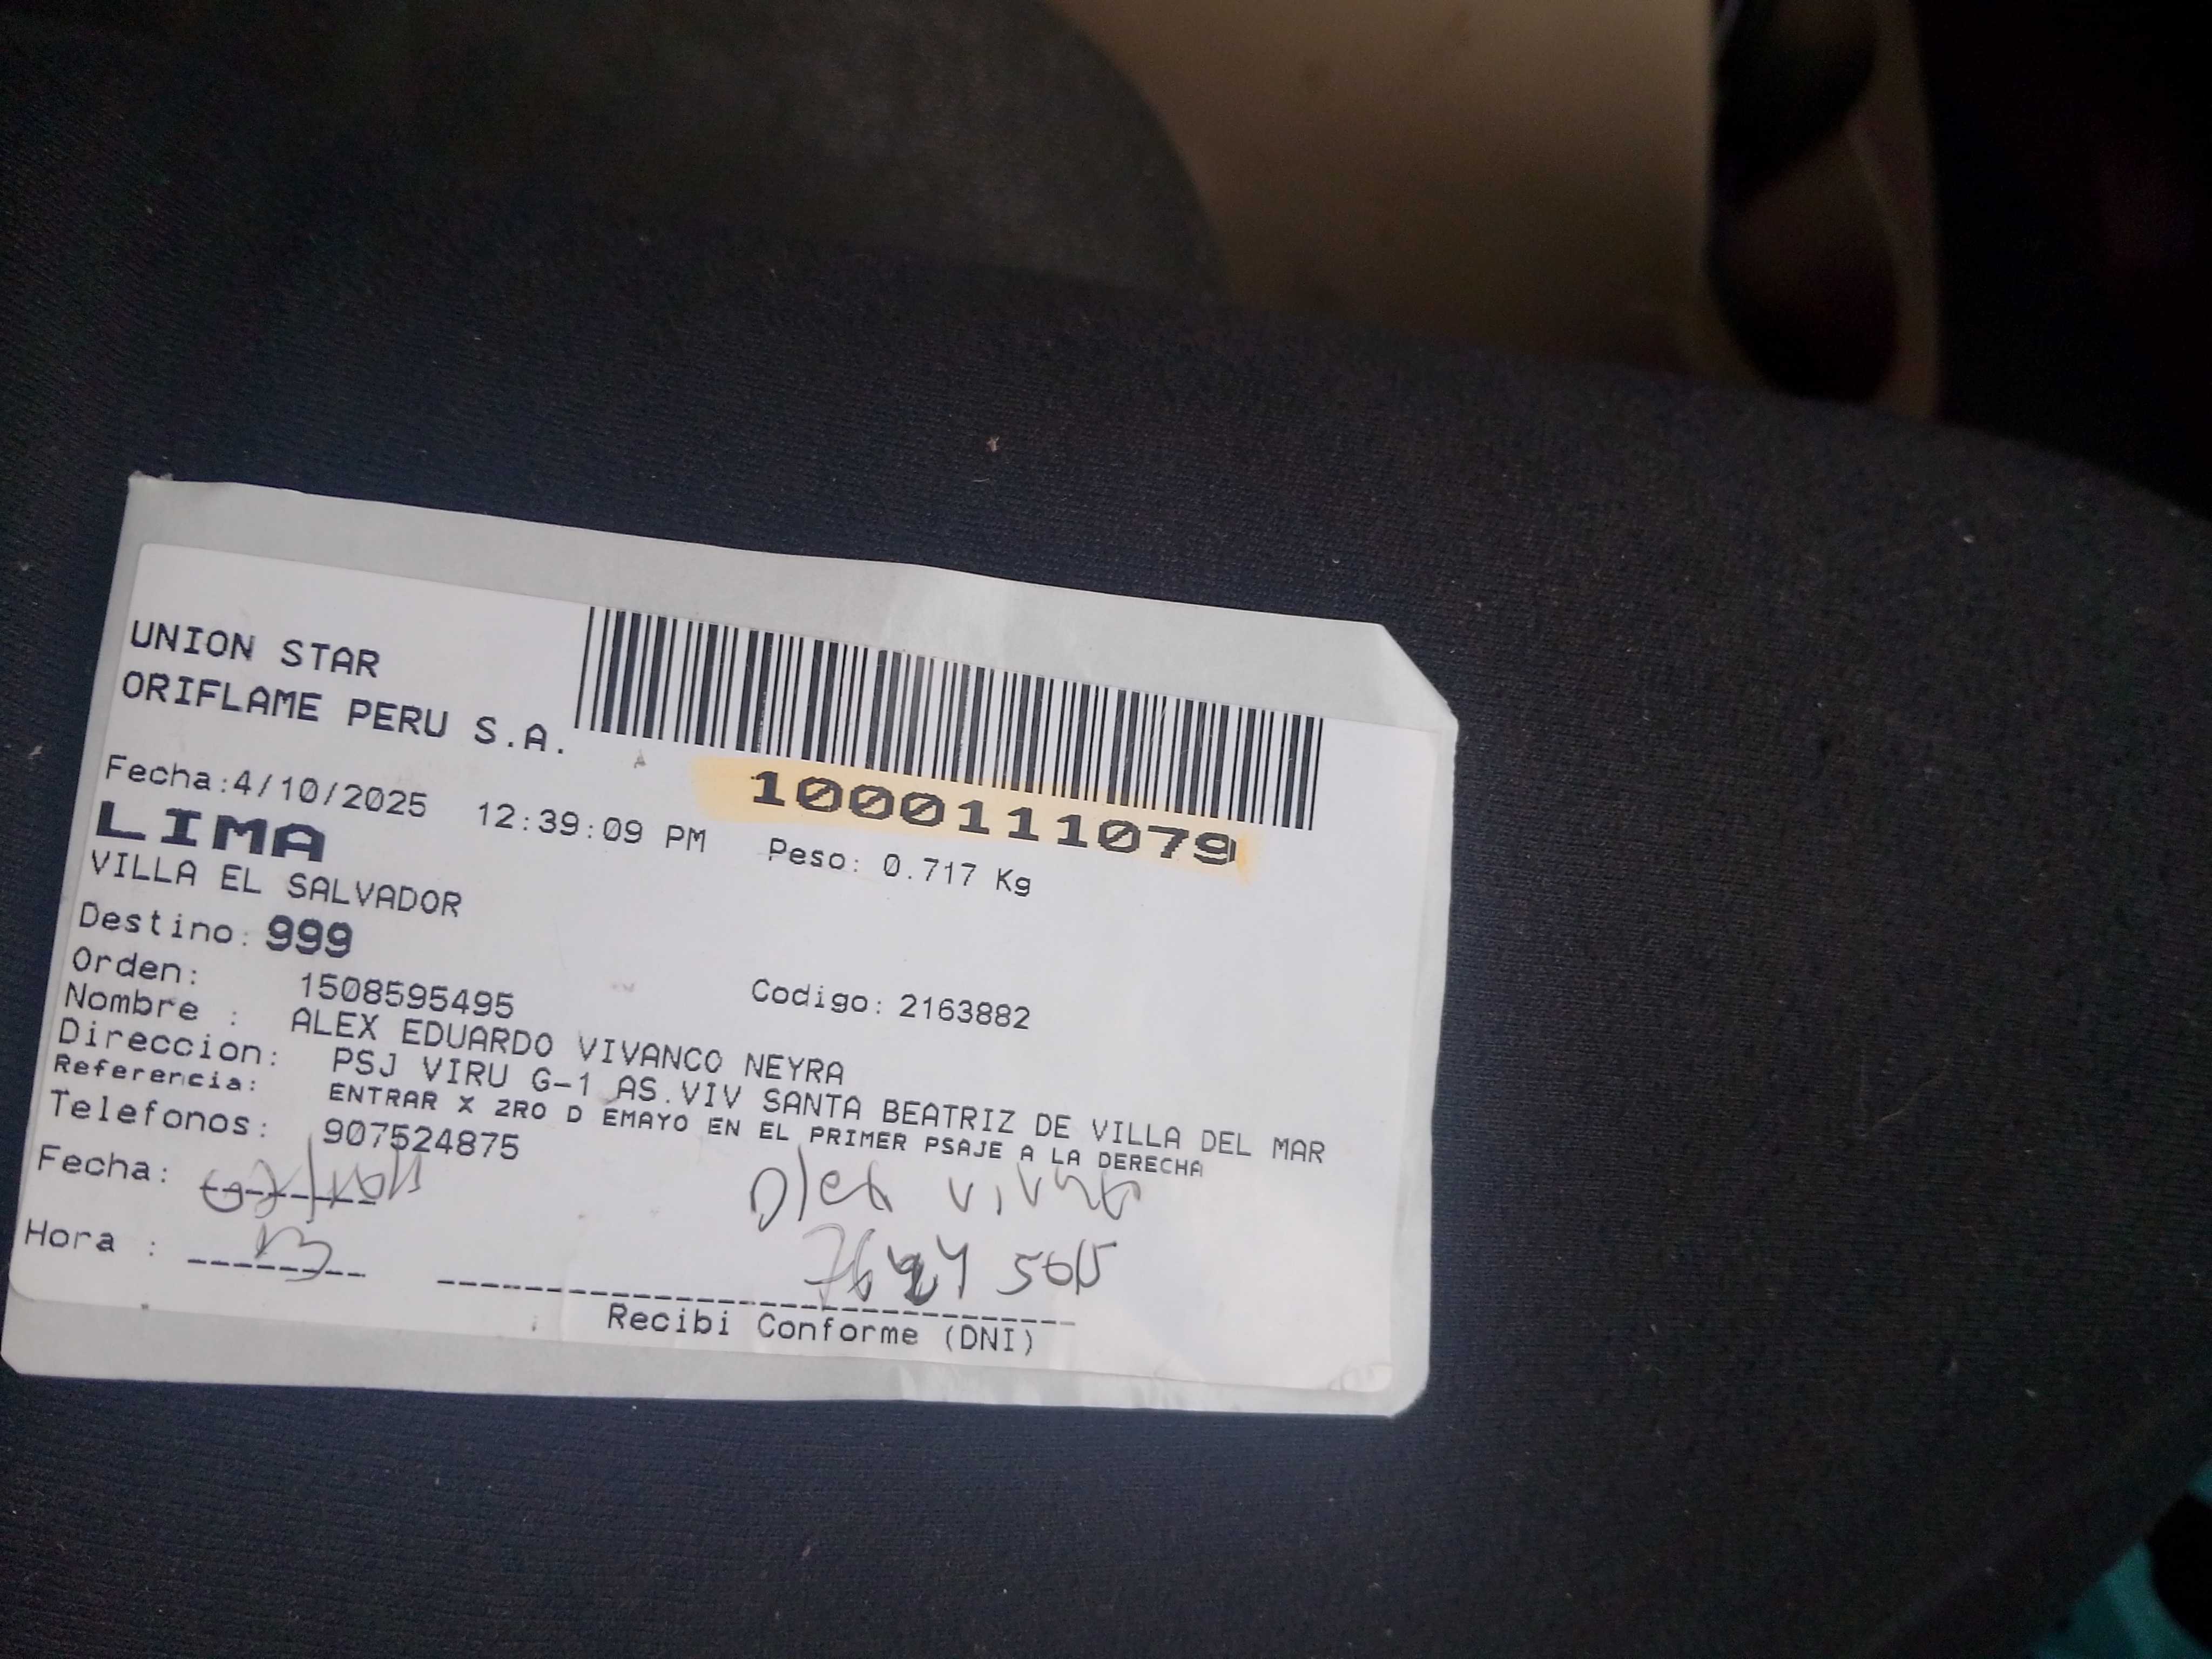 UNION STAR
ORIFLAME PERU S.A.
1000111079
Fecha:4/10/2025 12:39:09 PM Peso: 0.717 Kg
LIMA
VILLA EL SALVADOR
Destino: 999
Orden: 1508595495 Codigo: 2163882
Nombre : ALEX EDUARDO VIVANCO NEYRA
Direccion: PSJ VIRU G-1 AS.VIV SANTA BEATRIZ DE VILLA DEL MAR
Referencia: ENTRAR X 2RO D EMAYO EN EL PRIMER PSAJE A LA DERECHA
Telefonos: 907524875
Fecha:
Hora : 13
Recibi Conforme (DNI)